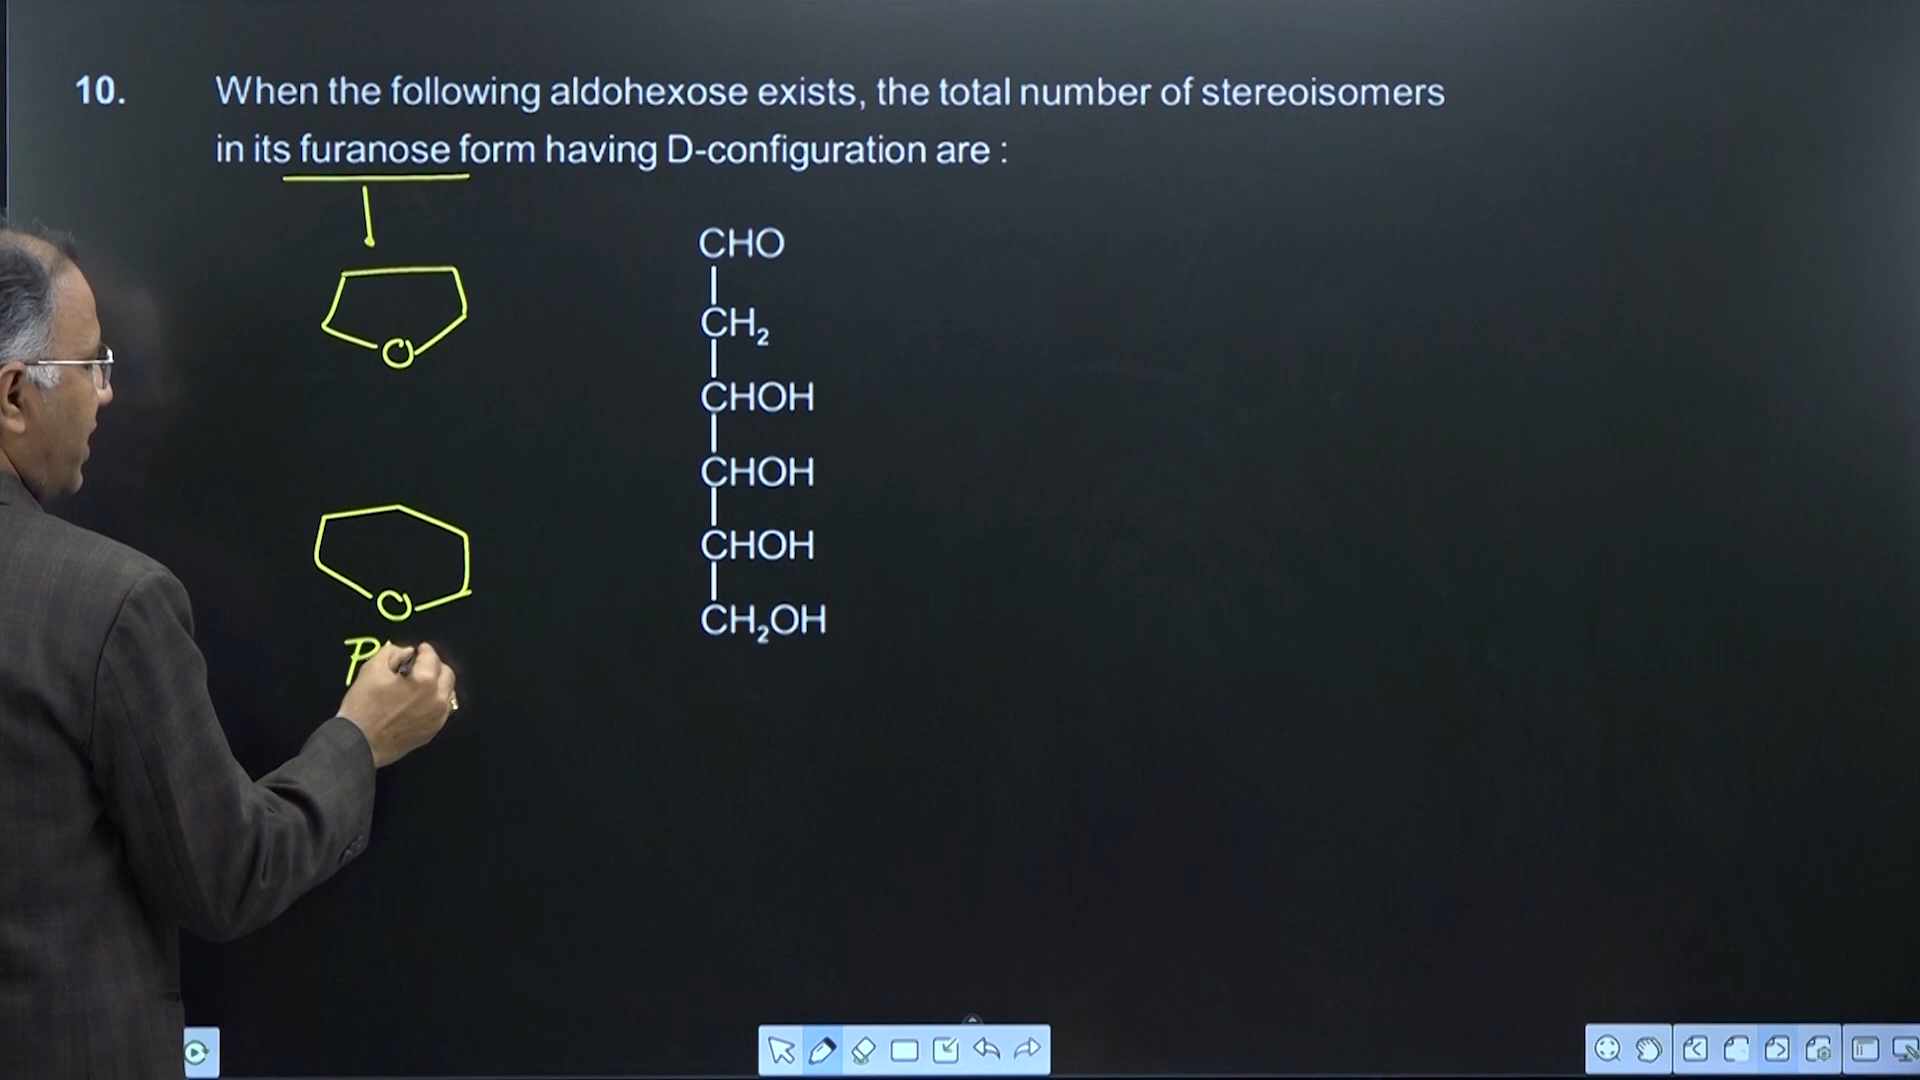 10. When the following aldohexose exists, the total number of stereoisomers
in its furanose form having D-configuration are :
CHO
CH₂
CHOH
CHOH
CHOH
CH₂OH
O
O